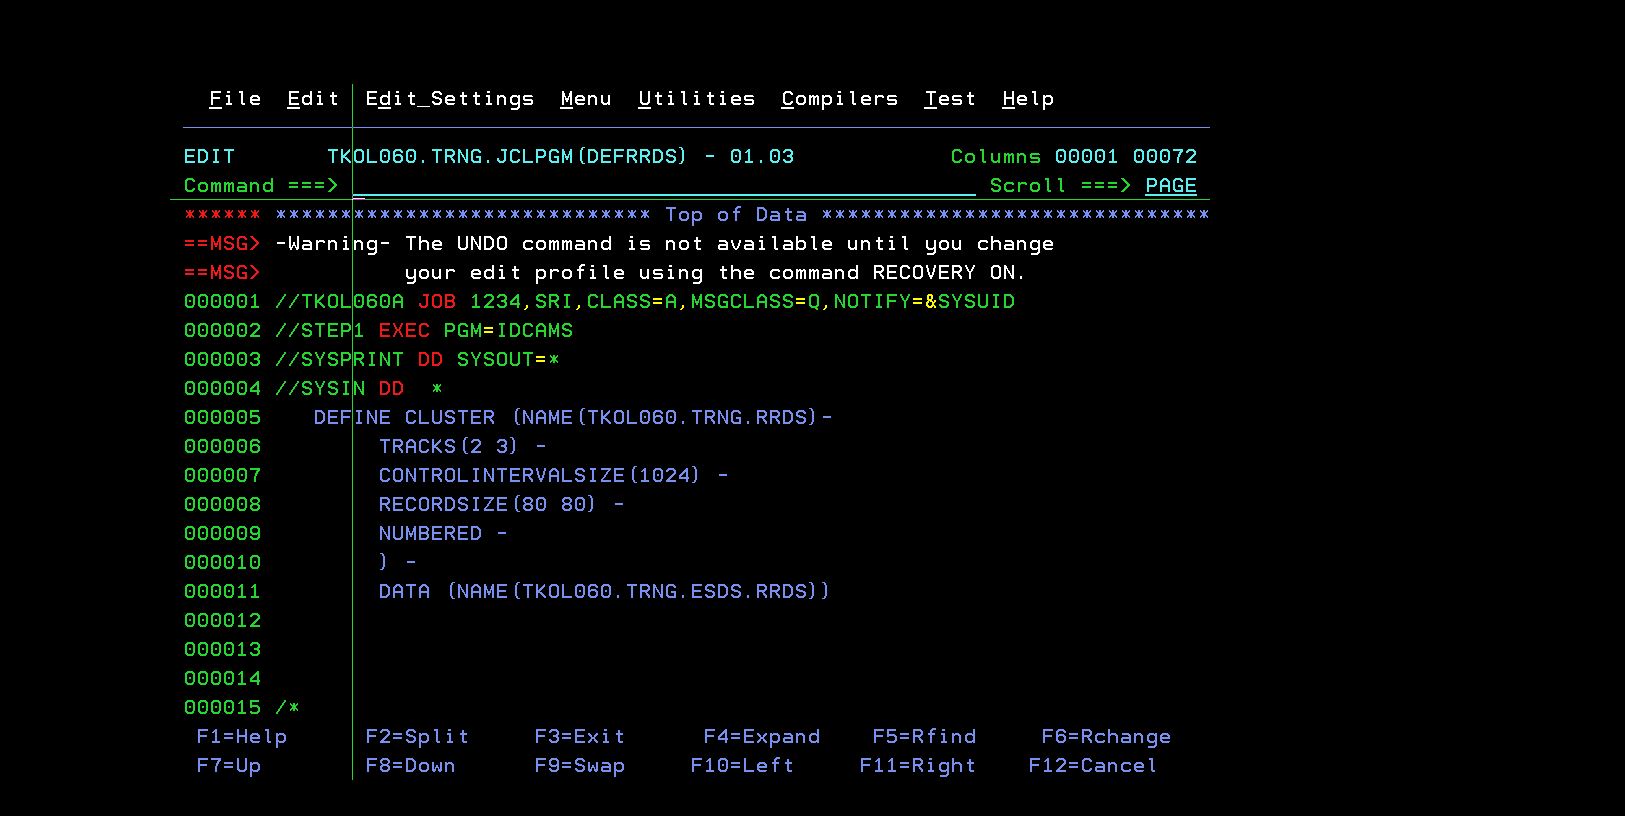 File  Edit  Edit_Settings  Menu  Utilities  Compilers  Test  Help
EDIT       TKOL060.TRNG.JCLPGM(DEFRRDS) - 01.03            Columns 00001 00072
Command ===>                                                  Scroll ===> PAGE
****** ***************************** Top of Data ******************************
==MSG> -Warning- The UNDO command is not available until you change
==MSG>           your edit profile using the command RECOVERY ON.
000001 //TKOL060A JOB 1234,SRI,CLASS=A,MSGCLASS=Q,NOTIFY=&SYSUID
000002 //STEP1 EXEC PGM=IDCAMS
000003 //SYSPRINT DD SYSOUT=*
000004 //SYSIN DD  *
000005    DEFINE CLUSTER (NAME(TKOL060.TRNG.RRDS)-
000006         TRACKS(2 3) -
000007         CONTROLINTERVALSIZE(1024) -
000008         RECORDSIZE(80 80) -
000009         NUMBERED -
000010         ) -
000011         DATA (NAME(TKOL060.TRNG.ESDS.RRDS))
000012
000013
000014
000015 /*
F1=Help      F2=Split     F3=Exit      F4=Expand    F5=Rfind     F6=Rchange
F7=Up        F8=Down      F9=Swap     F10=Left     F11=Right    F12=Cancel